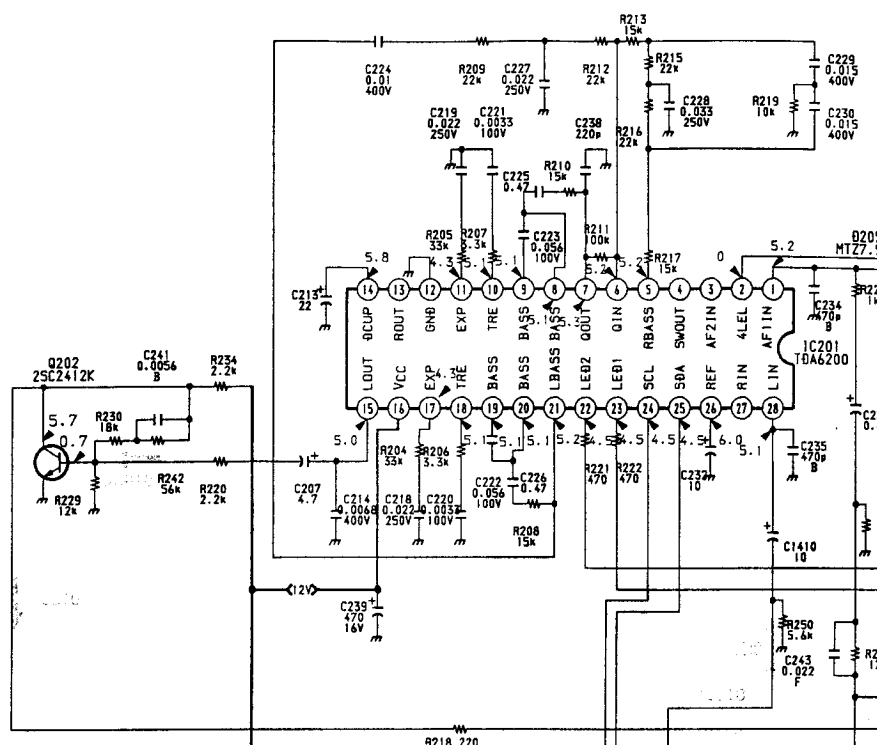 R213
15k
C224
0.01
400V
R209
22k
C227
0.022
250V
R212
22k
R215
22k
C229
0.015
400V
C219
0.022
250V
C221
0.0033
100V
C238
220p
R216
22k
C228
0.033
250V
R219
10k
C230
0.015
400V
R210
15k
C225
0.47
R205
33k
R207
3.3k
C223
0.056
100V
R211
100k
R217
15k
5.8
4.3
5.1
5.1
5.1
5.3
5.2
5.2
0
5.2
MTZ7.
C213
22
14
13
12
11
10
9
8
7
6
5
4
3
2
1
DCUP
ROUT
GND
EXP
TRE
BASS
BASS
QOUT
QIN
RBASS
SWOUT
AF2IN
4LEL
AF1IN
C234
470p
B
IC201
TDA6200
LOUT
VCC
EXP
4.3
TRE
BASS
BASS
LBASS
LED2
LED1
SCL
SDA
REF
RIN
LIN
15
16
17
18
19
20
21
22
23
24
25
26
27
28
Q202
2SC2412K
C241
0.0056
B
R234
2.2k
5.7
0.7
R230
18k
R242
56k
R229
12k
R220
2.2k
C207
4.7
5.0
R204
33k
R206
3.3k
5.1
5.1
5.1
5.2
4.5
4.5
4.5
4.5
6.0
5.1
C214
0.0068
400V
C218
0.022
250V
C220
0.0033
100V
C222
0.056
100V
C226
0.47
R208
15k
R221
470
R222
470
C232
10
C235
470p
B
C1410
10
12V
C239
470
16V
R250
5.6k
C243
0.022
F
R218 220